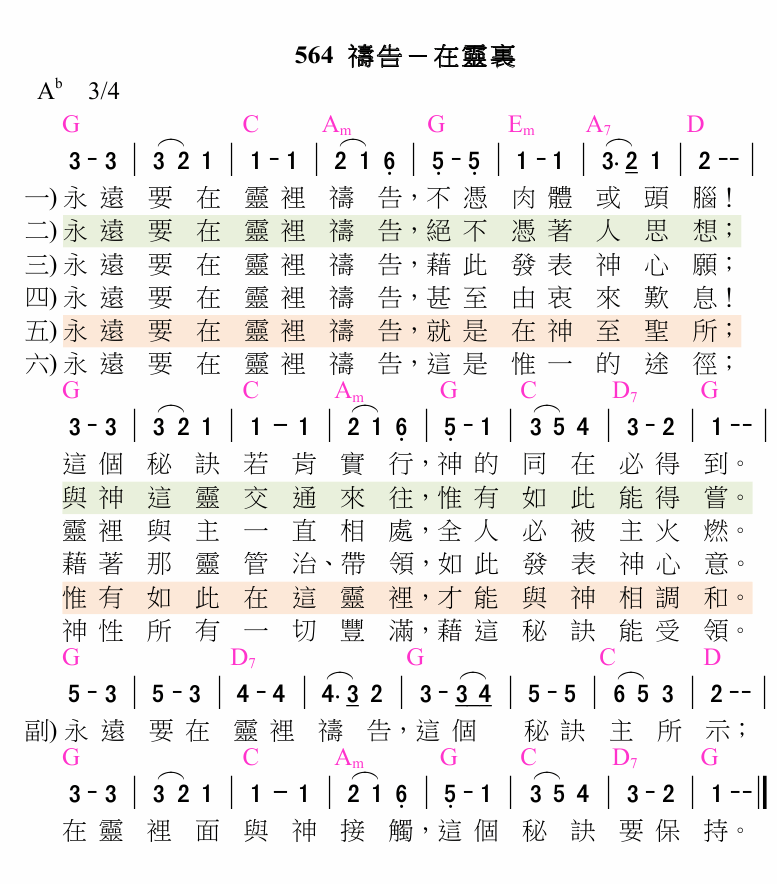 564 禱告－在靈裏
A♭ 3/4
G C Am G Em A7 D
3 - 3 | 3 2 1 | 1 - 1 | 2 1 6̣ | 5̣ - 5̣ | 1 - 1 | 3. 2 1 | 2 -- |
一) 永遠要在靈裡禱告，不憑肉體或頭腦！
二) 永遠要在靈裡禱告，絕不憑著人思想；
三) 永遠要在靈裡禱告，藉此發表神心願；
四) 永遠要在靈裡禱告，甚至由衷來歎息！
五) 永遠要在靈裡禱告，就是在神至聖所；
六) 永遠要在靈裡禱告，這是惟一的途徑；
G C Am G C D7 G
3 - 3 | 3 2 1 | 1 - 1 | 2 1 6̣ | 5̣ - 1 | 3 5 4 | 3 - 2 | 1 -- |
這個秘訣若肯實行，神的同在必得到。
與神這靈交通來往，惟有如此能得嘗。
靈裡與主一直相處，全人必被主火燃。
藉著那靈管治、帶領，如此發表神心意。
惟有如此在這靈裡，才能與神相調和。
神性所有一切豐滿，藉這秘訣能受領。
G D7 G C D
5 - 3 | 5 - 3 | 4 - 4 | 4. 3 2 | 3 - 3 4 | 5 - 5 | 6 5 3 | 2 -- |
副) 永遠要在靈裡禱告，這個秘訣主所示；
G C Am G C D7 G
3 - 3 | 3 2 1 | 1 - 1 | 2 1 6̣ | 5̣ - 1 | 3 5 4 | 3 - 2 | 1 -- ‖
在靈裡面與神接觸，這個秘訣要保持。